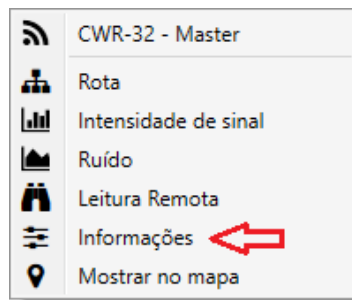 CWR-32 - Master
Rota
Intensidade de sinal
Ruído
Leitura Remota
Informações
Mostrar no mapa